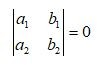 | a₁ b₁ |
| a₂ b₂ | = 0